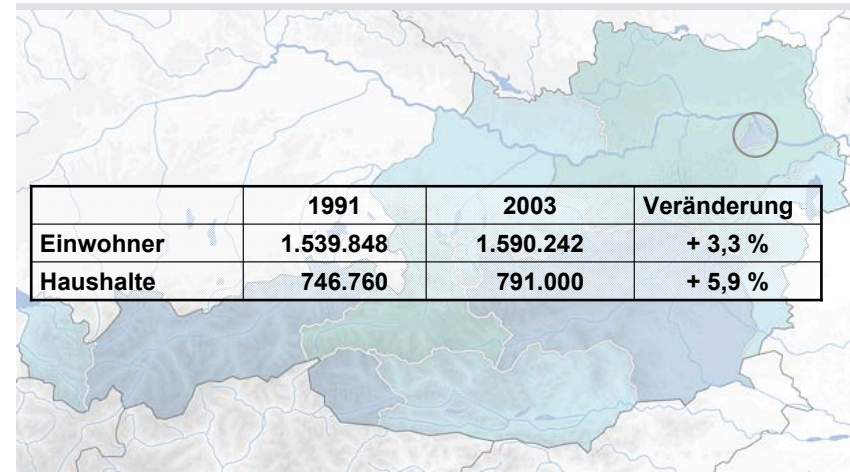 1991 2003 Veränderung
Einwohner 1.539.848 1.590.242 + 3,3 %
Haushalte 746.760 791.000 + 5,9 %